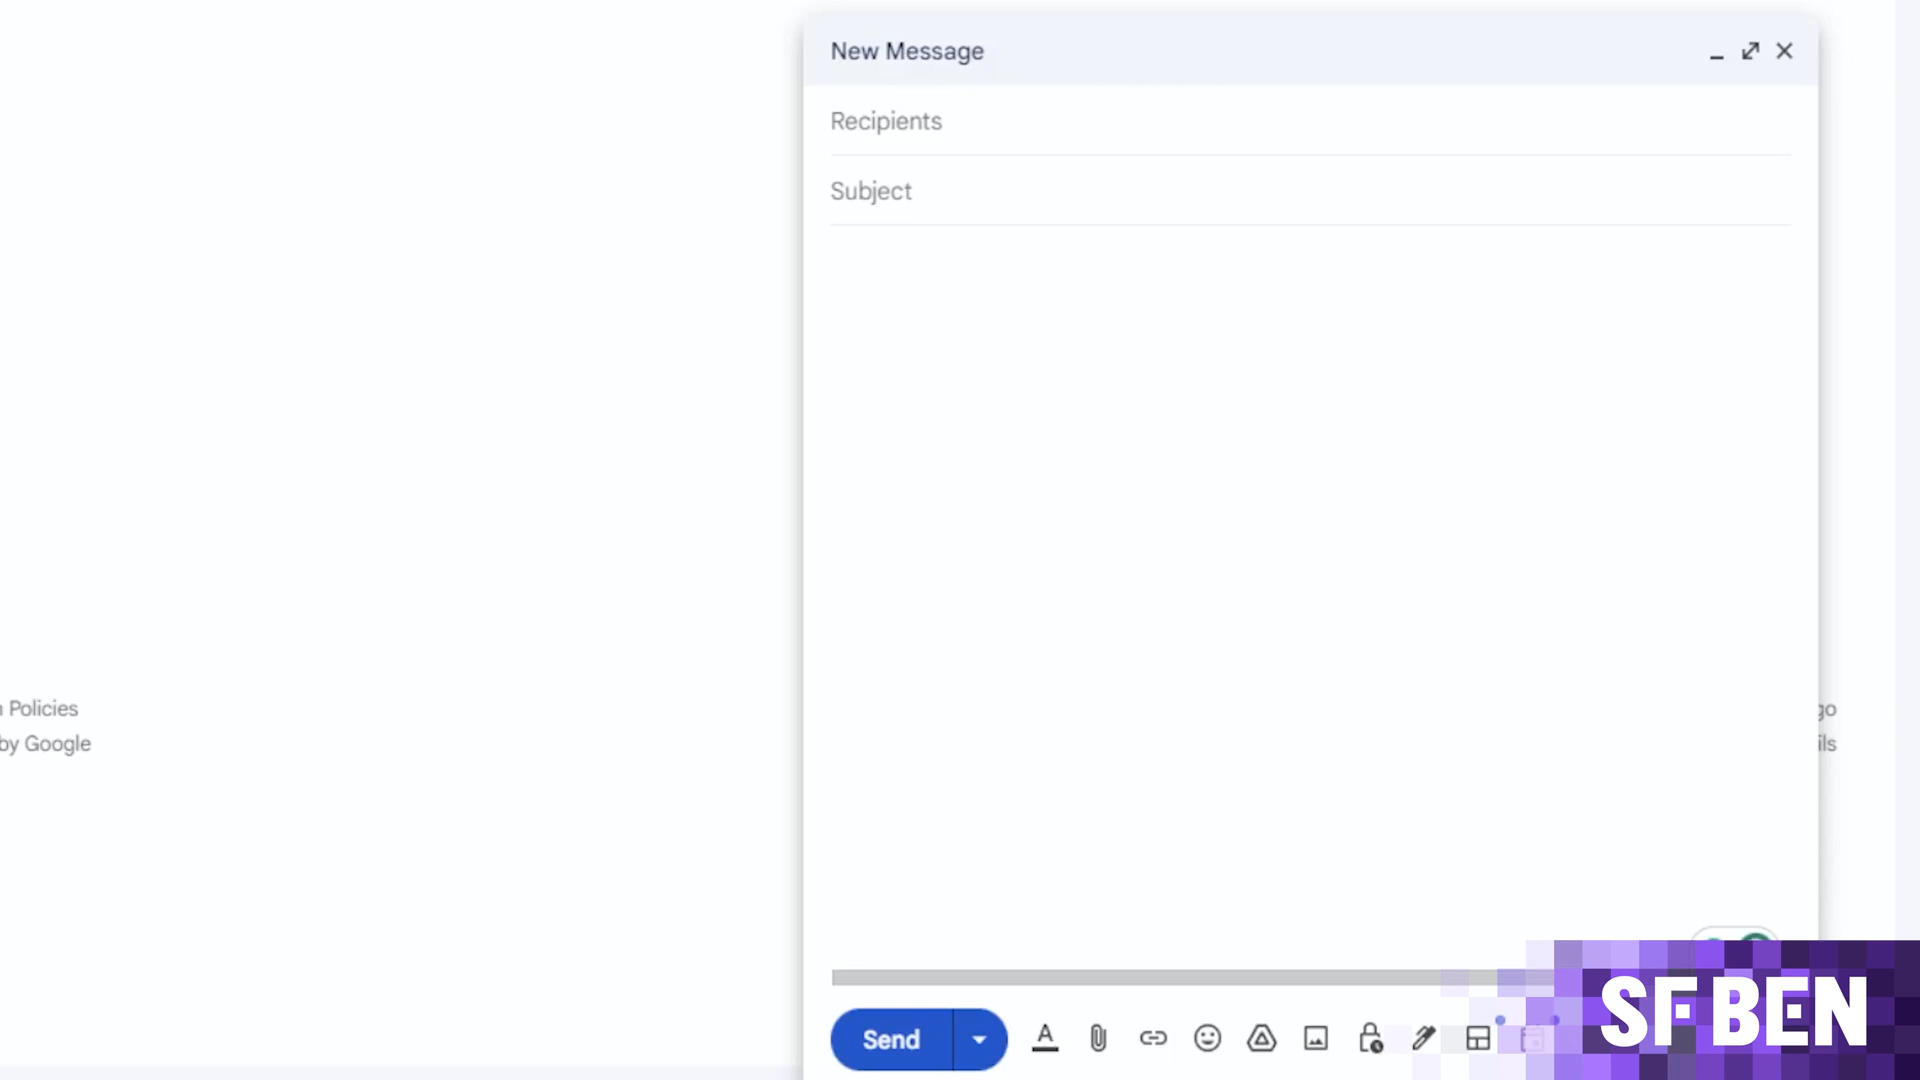 New Message
Recipients
Subject
Policies
by Google
Send
SF BEN